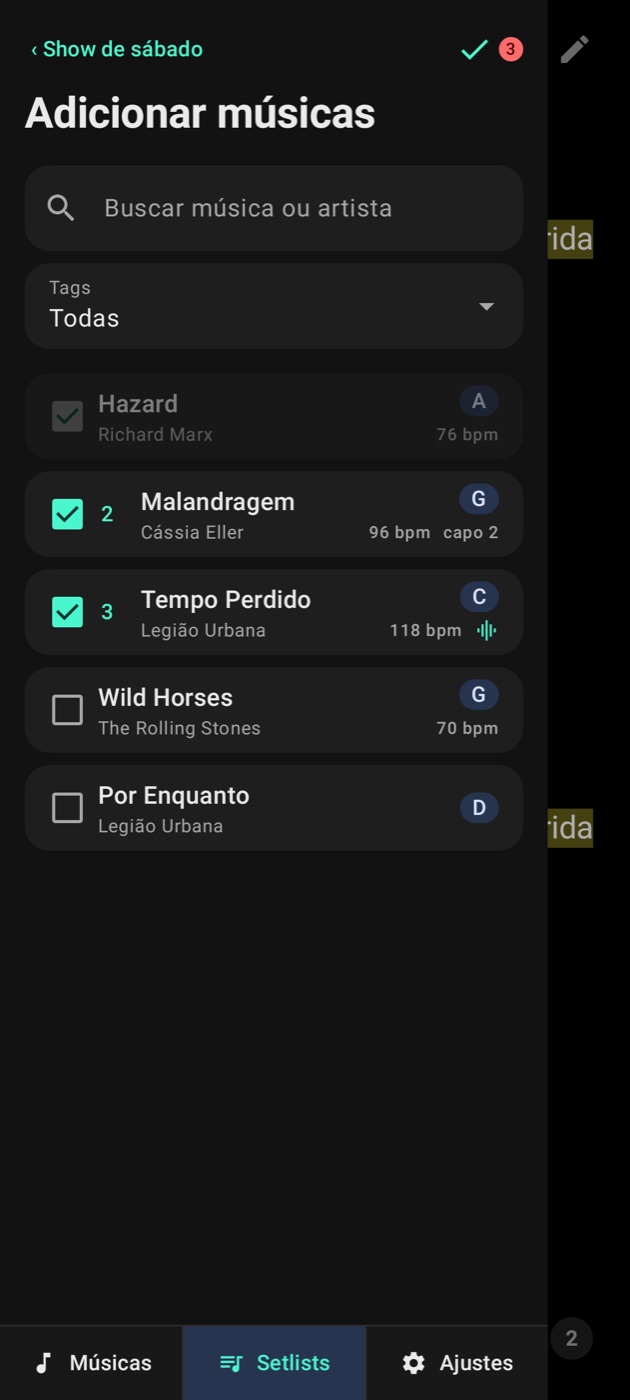 ‹ Show de sábado
3
Adicionar músicas
Buscar música ou artista
rida
Tags
Todas
Hazard
A
Richard Marx
76 bpm
2
Malandragem
G
Cássia Eller
96 bpm capo 2
3
Tempo Perdido
C
Legião Urbana
118 bpm
Wild Horses
G
The Rolling Stones
70 bpm
Por Enquanto
D
Legião Urbana
rida
2
Músicas
Setlists
Ajustes